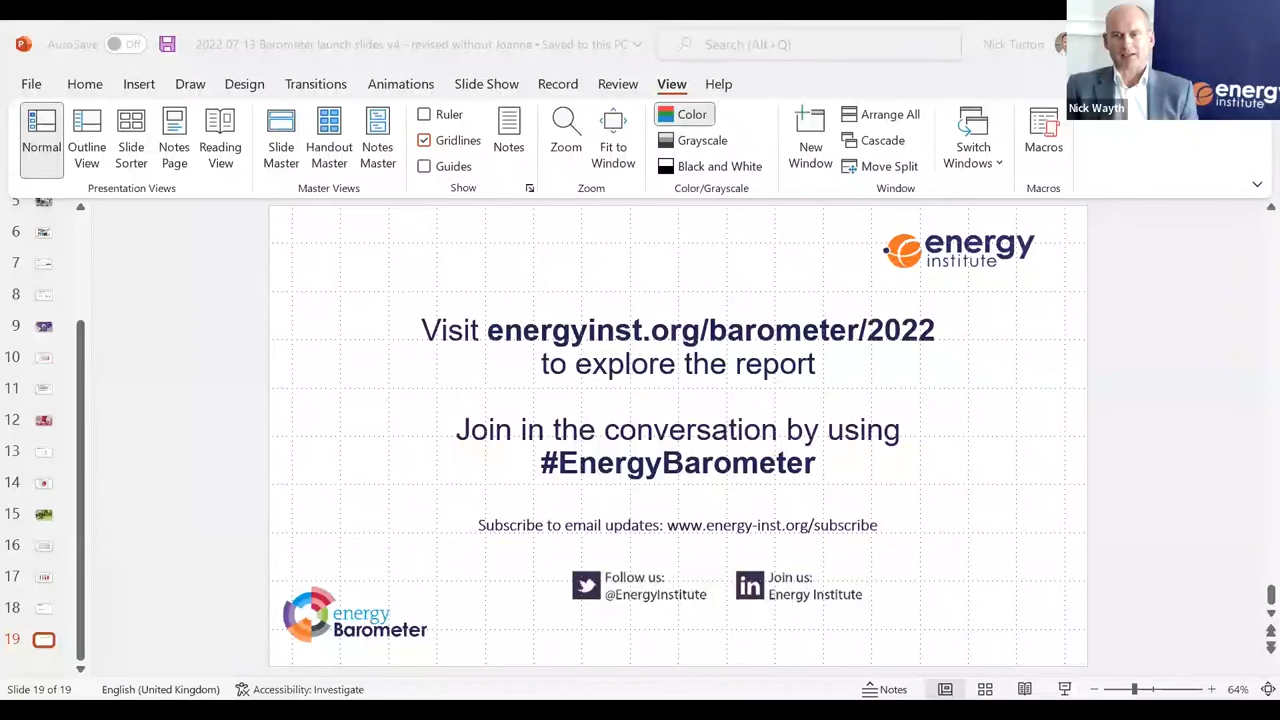 AutoSave Off 2022 07 13 Barometer launch slides v4 - revised without Joanne • Saved to this PC Search (Alt+Q) Nick Turton
File Home Insert Draw Design Transitions Animations Slide Show Record Review View Help
Normal
Outline View
Slide Sorter
Notes Page
Reading View
Presentation Views
Slide Master
Handout Master
Notes Master
Master Views
Ruler
Gridlines
Guides
Notes
Show
Zoom
Fit to Window
Zoom
Color
Grayscale
Black and White
Color/Grayscale
New Window
Arrange All
Cascade
Move Split
Switch Windows
Window
Macros
Macros
Nick Wayth
energy
institute
5
6
7
8
9
10
11
12
13
14
15
16
17
18
19
energy
institute
Visit energyinst.org/barometer/2022
to explore the report
Join in the conversation by using
#EnergyBarometer
Subscribe to email updates: www.energy-inst.org/subscribe
Follow us:
@EnergyInstitute
in
Join us:
Energy Institute
energy
Barometer
Slide 19 of 19 English (United Kingdom) Accessibility: Investigate Notes 64%